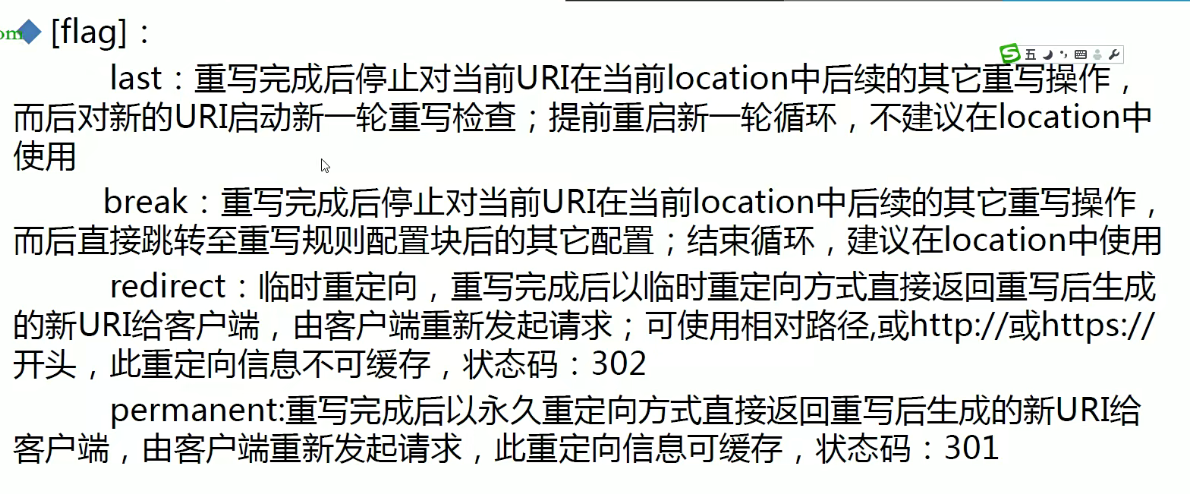 om
[flag]：
last：重写完成后停止对当前URI在当前location中后续的其它重写操作，
而后对新的URI启动新一轮重写检查；提前重启新一轮循环，不建议在location中
使用
break：重写完成后停止对当前URI在当前location中后续的其它重写操作，
而后直接跳转至重写规则配置块后的其它配置；结束循环，建议在location中使用
redirect：临时重定向，重写完成后以临时重定向方式直接返回重写后生成
的新URI给客户端，由客户端重新发起请求；可使用相对路径,或http://或https://
开头，此重定向信息不可缓存，状态码：302
permanent:重写完成后以永久重定向方式直接返回重写后生成的新URI给
客户端，由客户端重新发起请求，此重定向信息可缓存，状态码：301
S 五